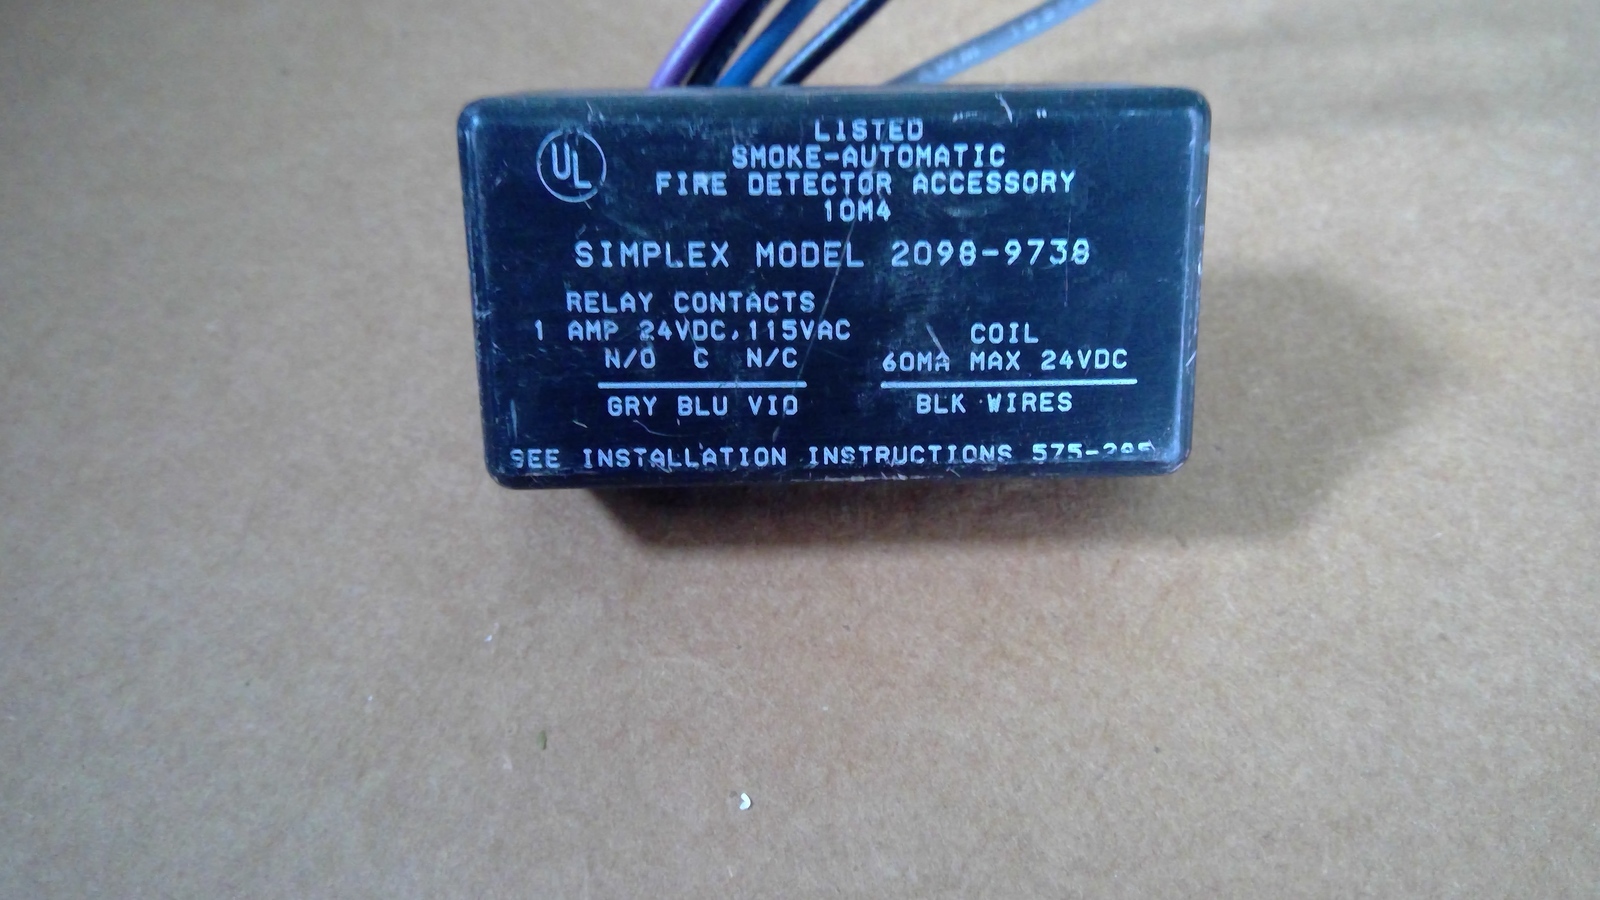 UL
LISTED
SMOKE-AUTOMATIC
FIRE DETECTOR ACCESSORY
10M4
SIMPLEX MODEL 2098-9738
RELAY CONTACTS
1 AMP 24VDC, 115VAC
N/O C N/C
GRY BLU VIO
COIL
60MA MAX 24VDC
BLK WIRES
SEE INSTALLATION INSTRUCTIONS